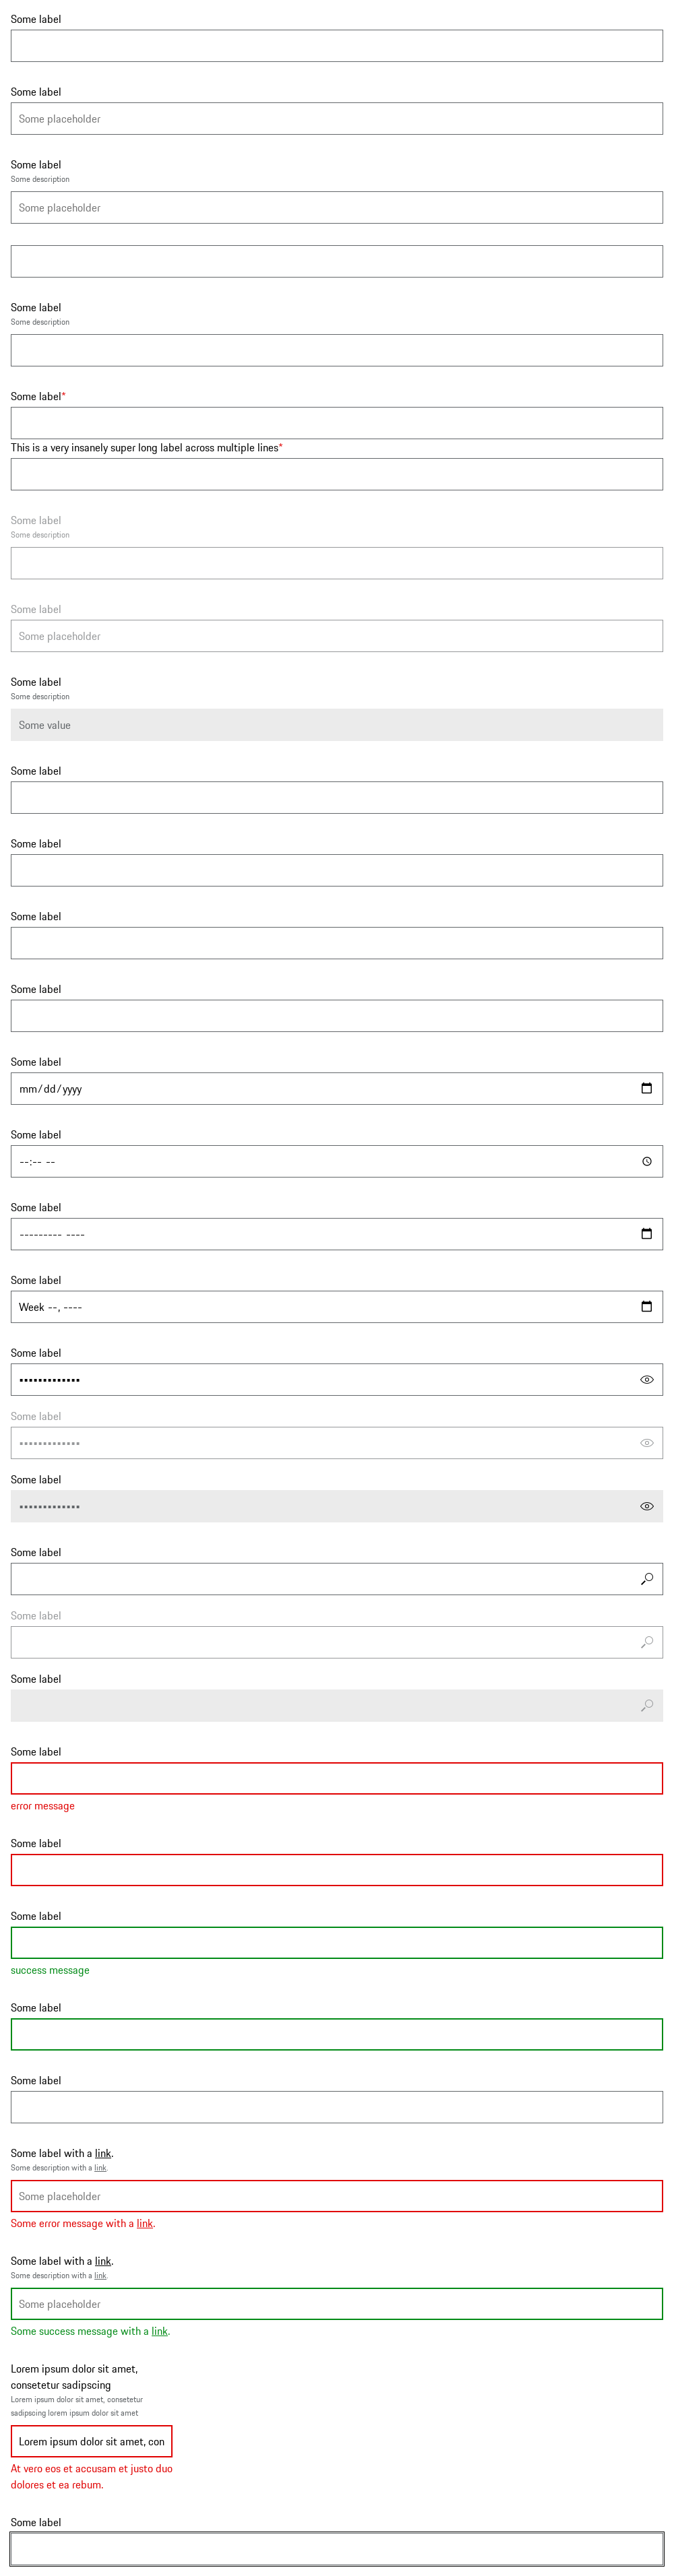 Some label
Some label
Some placeholder
Some label
Some description
Some placeholder
Some label
Some description
Some label*
This is a very insanely super long label across multiple lines*
Some label
Some description
Some label
Some placeholder
Some label
Some description
Some value
Some label
Some label
Some label
Some label
Some label
mm/dd/yyyy
Some label
--:-- --
Some label
--------- ----
Some label
Week --, ----
Some label
•••••••••••••
Some label
•••••••••••••
Some label
•••••••••••••
Some label
Some label
Some label
Some label
error message
Some label
Some label
success message
Some label
Some label
Some label with a link.
Some description with a link.
Some placeholder
Some error message with a link.
Some label with a link.
Some description with a link.
Some placeholder
Some success message with a link.
Lorem ipsum dolor sit amet,
consetetur sadipscing
Lorem ipsum dolor sit amet, consetetur
sadipscing lorem ipsum dolor sit amet
Lorem ipsum dolor sit amet, con
At vero eos et accusam et justo duo
dolores et ea rebum.
Some label